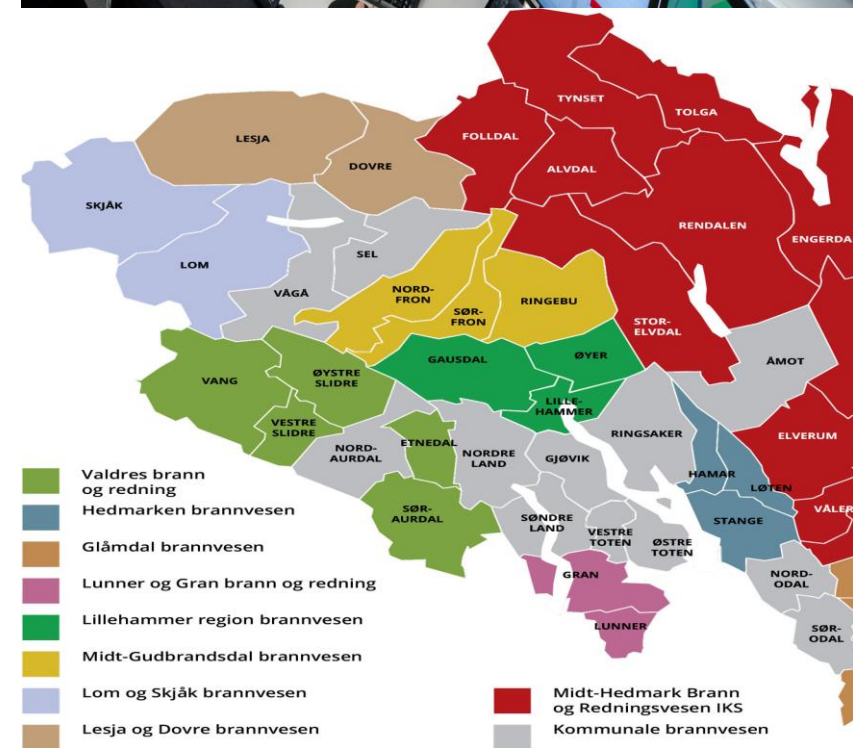 TYNSET
TOLGA
FOLLDAL
LESJA
DOVRE
ALVDAL
SKJÅK
RENDALEN
ENGERDA
SEL
LOM
VÅGÅ
NORD-
FRON
SØR-
FRON
RINGEBU
STOR-
ELVDAL
GAUSDAL
ØYER
ÅMOT
VANG
ØYSTRE
SLIDRE
LILLE-
HAMMER
VESTRE
SLIDRE
RINGSAKER
ELVERUM
NORD-
AURDAL
ETNEDAL
NORDRE
LAND
GJØVIK
HAMAR
LØTEN
VÅLER
SØR-
AURDAL
SØNDRE
LAND
VESTRE
TOTEN
ØSTRE
TOTEN
STANGE
GRAN
NORD-
ODAL
LUNNER
SØR-
ODAL
Valdres brann
og redning
Hedmarken brannvesen
Glåmdal brannvesen
Lunner og Gran brann og redning
Lillehammer region brannvesen
Midt-Gudbrandsdal brannvesen
Lom og Skjåk brannvesen
Lesja og Dovre brannvesen
Midt-Hedmark Brann
og Redningsvesen IKS
Kommunale brannvesen